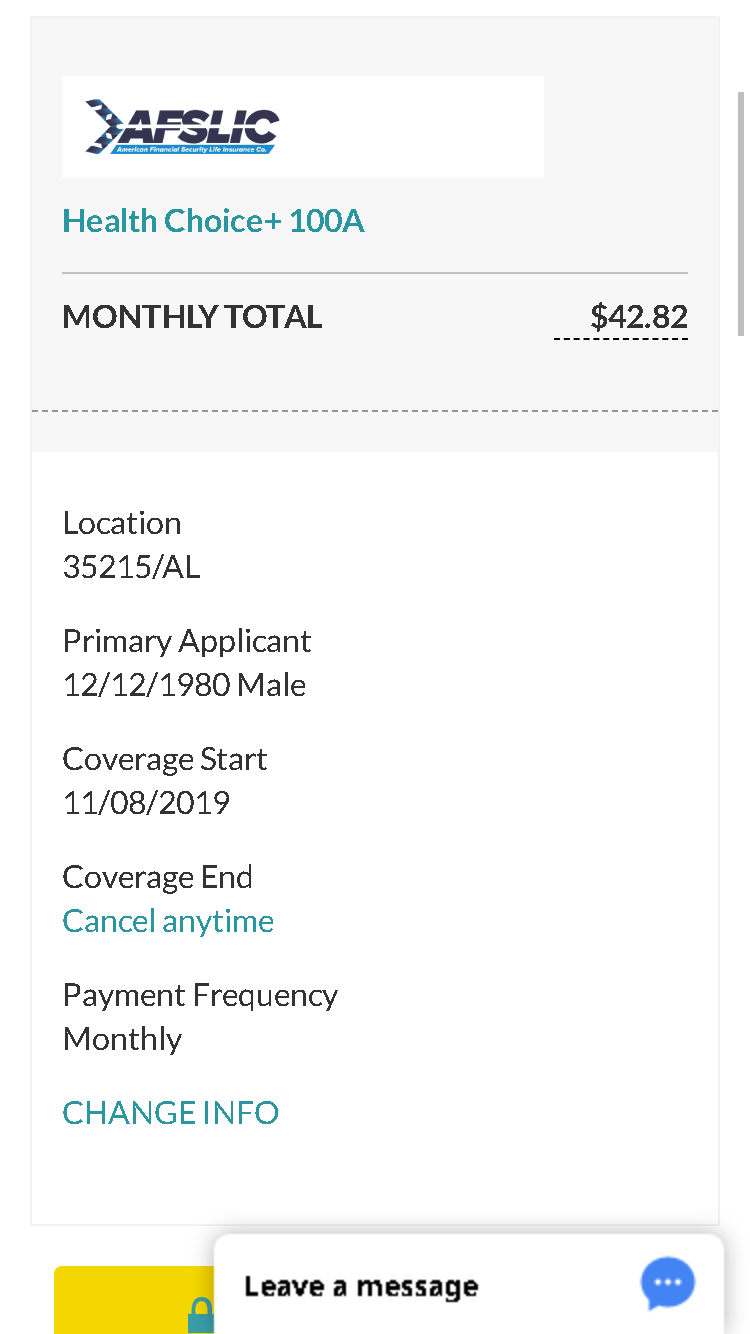 AFSLIC
American Financial Security Life Insurance Co.
Health Choice+ 100A
MONTHLY TOTAL $42.82
Location
35215/AL
Primary Applicant
12/12/1980 Male
Coverage Start
11/08/2019
Coverage End
Cancel anytime
Payment Frequency
Monthly
CHANGE INFO
Leave a message